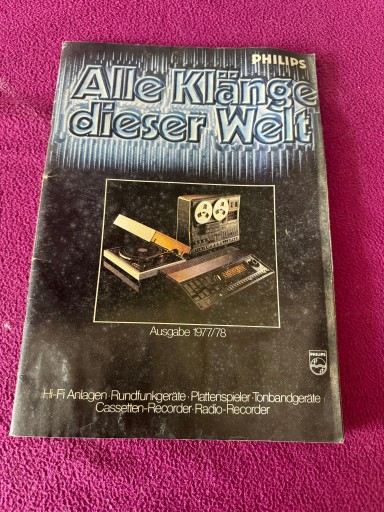 PHILIPS
Alle Klänge
dieser Welt
Ausgabe 1977/78
PHILIPS
Hi-Fi Anlagen·Rundfunkgeräte·Plattenspieler·Tonbandgeräte
Cassetten-Recorder·Radio-Recorder